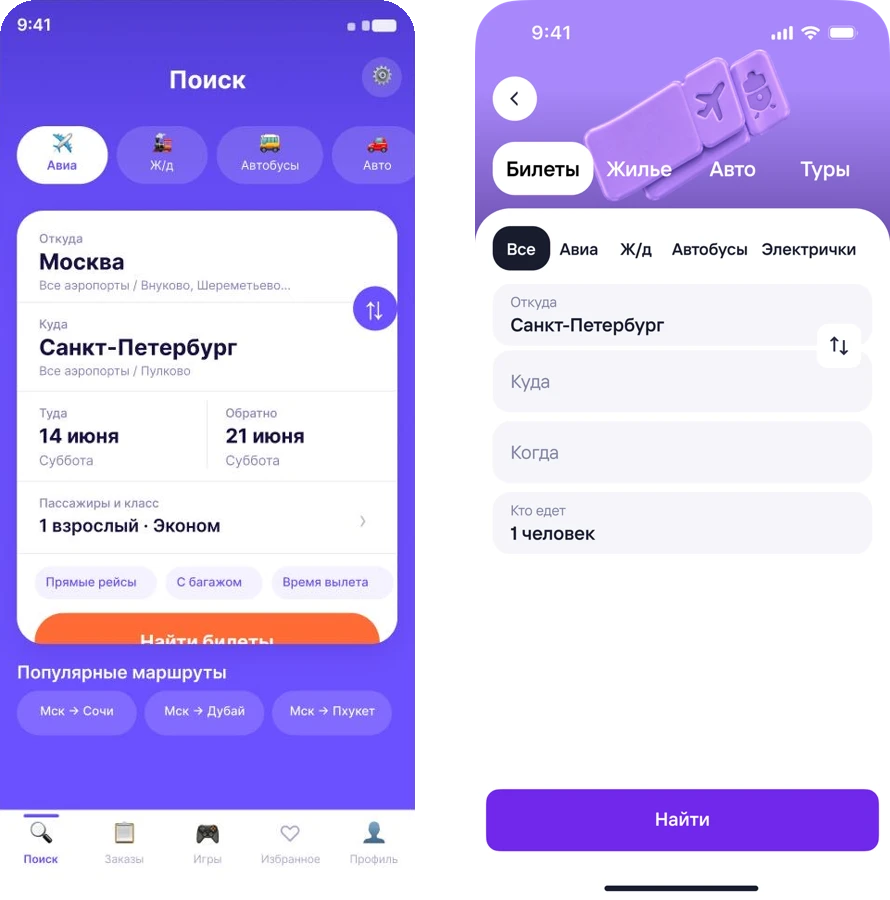 9:41
Поиск
Авиа
Ж/д
Автобусы
Авто
Откуда
Москва
Все аэропорты / Внуково, Шереметьево...
Куда
Санкт-Петербург
Все аэропорты / Пулково
Туда
Обратно
14 июня
21 июня
Суббота
Суббота
Пассажиры и класс
1 взрослый · Эконом
Прямые рейсы
С багажом
Время вылета
Найти билеты
Популярные маршруты
Мск → Сочи
Мск → Дубай
Мск → Пхукет
Поиск
Заказы
Игры
Избранное
Профиль
9:41
Билеты
Жилье
Авто
Туры
Все
Авиа
Ж/д
Автобусы
Электрички
Откуда
Санкт-Петербург
Куда
Когда
Кто едет
1 человек
Найти